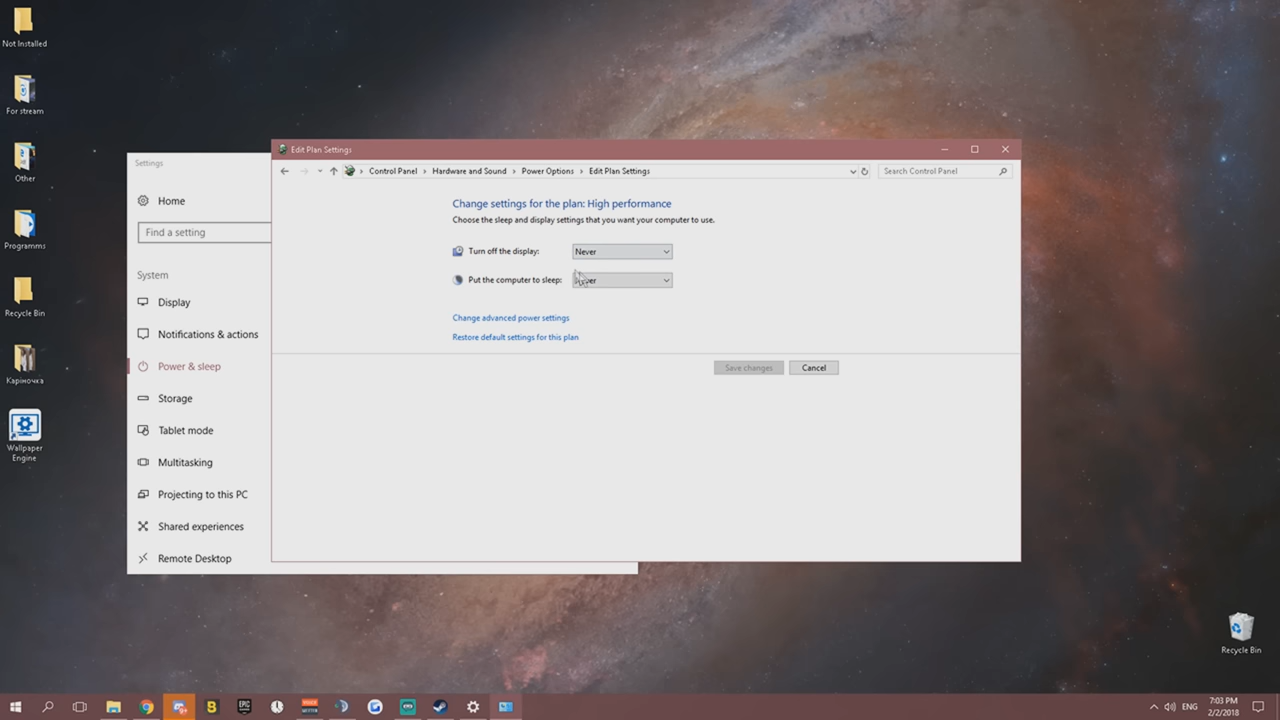 Not Installed
For stream
Other
Programms
Recycle Bin
Каріночка
Wallpaper
Engine
Settings
Home
Find a setting
System
Display
Notifications & actions
Power & sleep
Storage
Tablet mode
Multitasking
Projecting to this PC
Shared experiences
Remote Desktop
Edit Plan Settings
Control Panel › Hardware and Sound › Power Options › Edit Plan Settings
Search Control Panel
Change settings for the plan: High performance
Choose the sleep and display settings that you want your computer to use.
Turn off the display: Never
Put the computer to sleep:
Change advanced power settings
Restore default settings for this plan
Save changes Cancel
Recycle Bin
EPIC
ENG
7:03 PM
2/2/2018